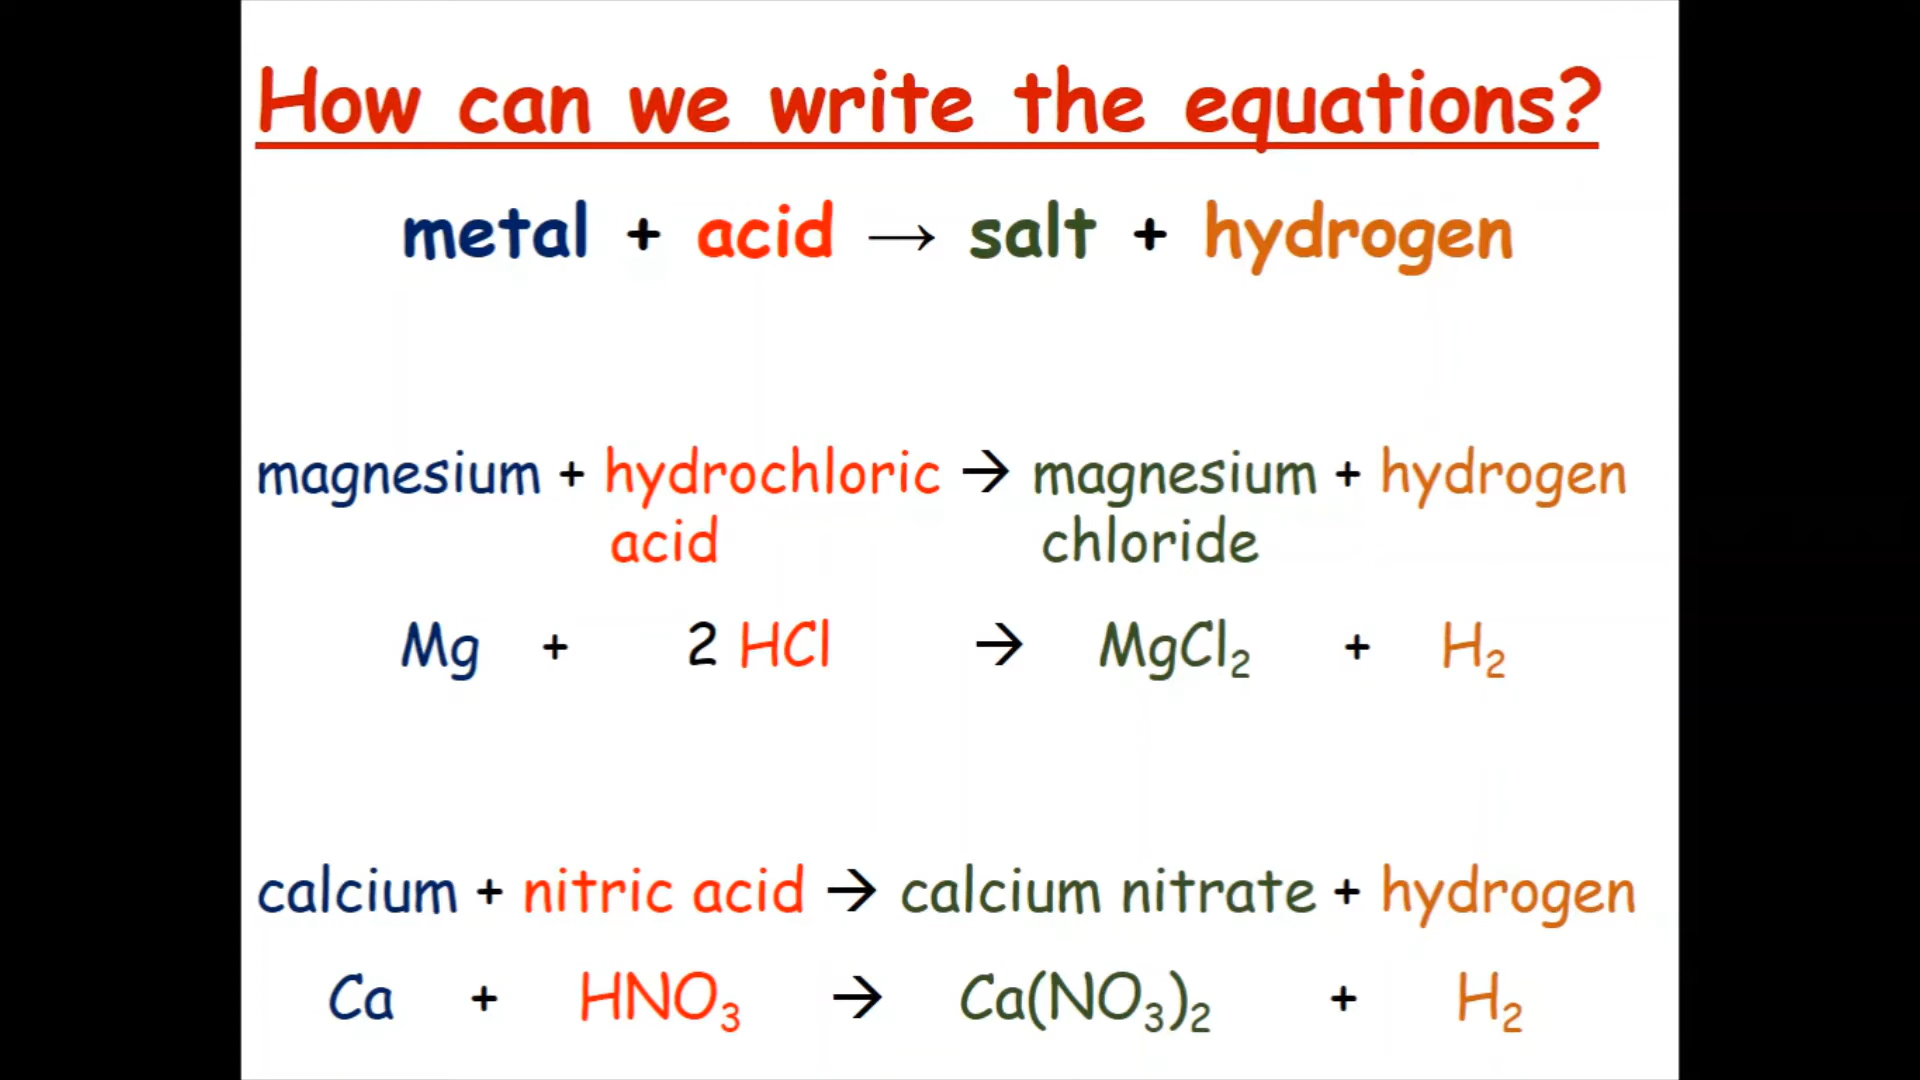 How can we write the equations?
metal + acid → salt + hydrogen
magnesium + hydrochloric → magnesium + hydrogen
acid chloride
Mg + 2 HCl → MgCl₂ + H₂
calcium + nitric acid → calcium nitrate + hydrogen
Ca + HNO₃ → Ca(NO₃)₂ + H₂